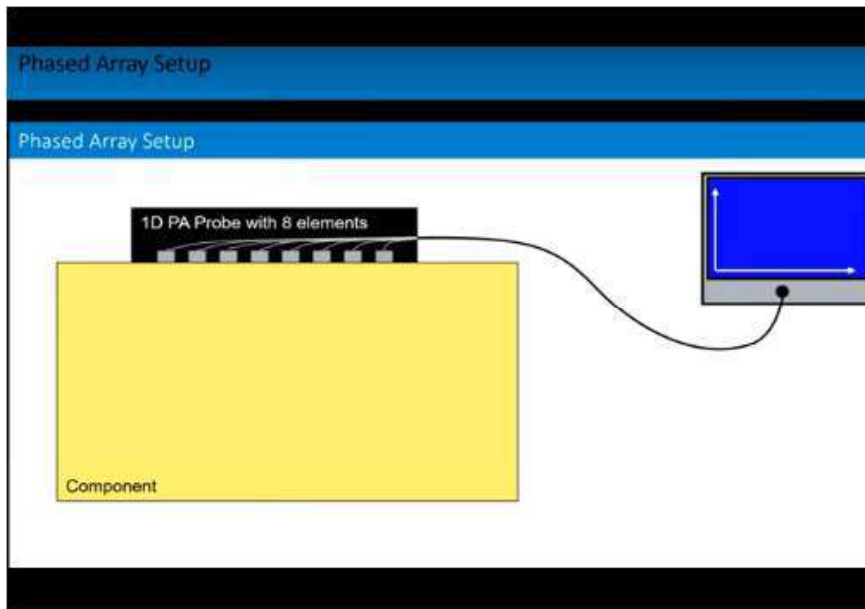 Phased Array Setup
Phased Array Setup
1D PA Probe with 8 elements
Component